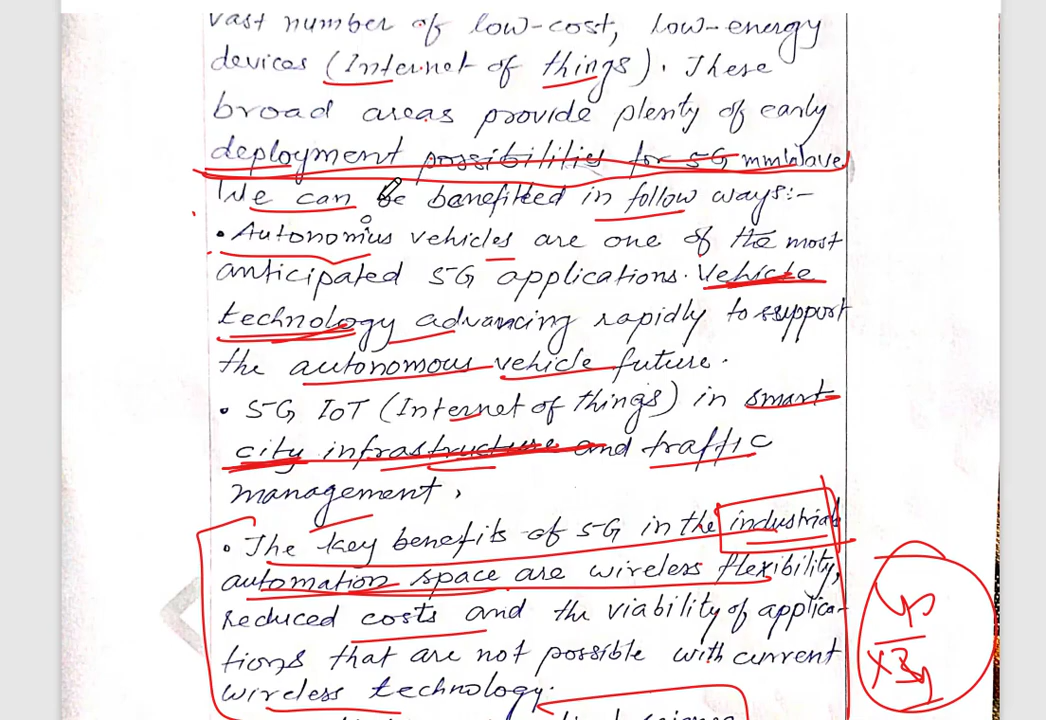 vast number of low-cost, low-energy
devices (Internet of things). These
broad areas provide plenty of early
deployment possibilities for 5G mmWave
We can be benefitted in follow ways:-
• Autonomius vehicles are one of the most
anticipated 5G applications. Vehicle
technology advancing rapidly to support
the autonomous vehicle future.
• 5G IoT (Internet of things) in smart
city infrastructure and traffic
management,
• The key benefits of 5G in the industrial
automation space are wireless flexibility,
reduced costs and the viability of applica-
tions that are not possible with current
wireless technology.